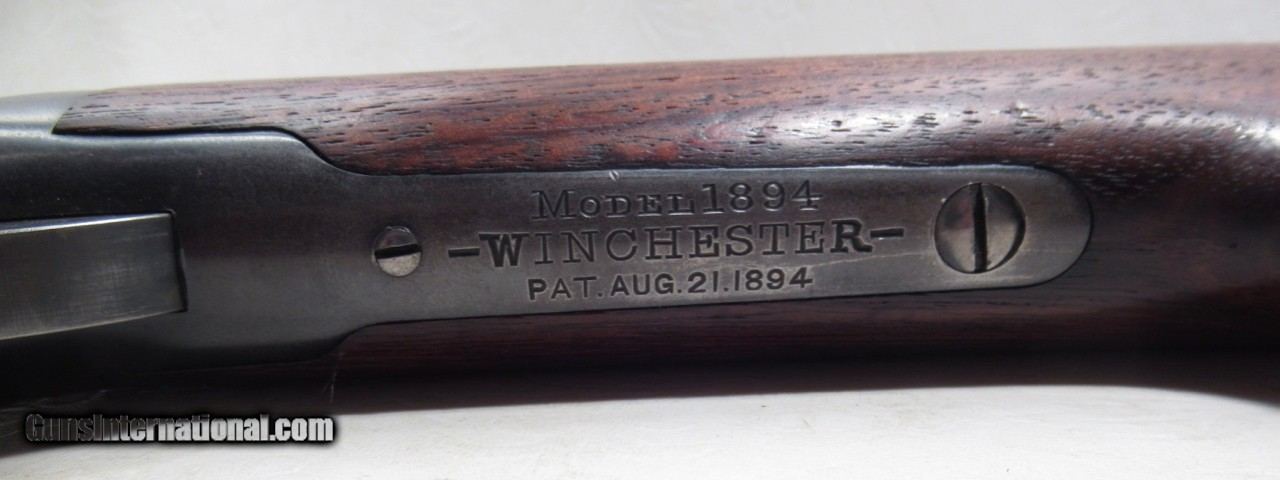 MODEL 1894
-WINCHESTER-
PAT. AUG. 21. 1894
GunsInternational.com